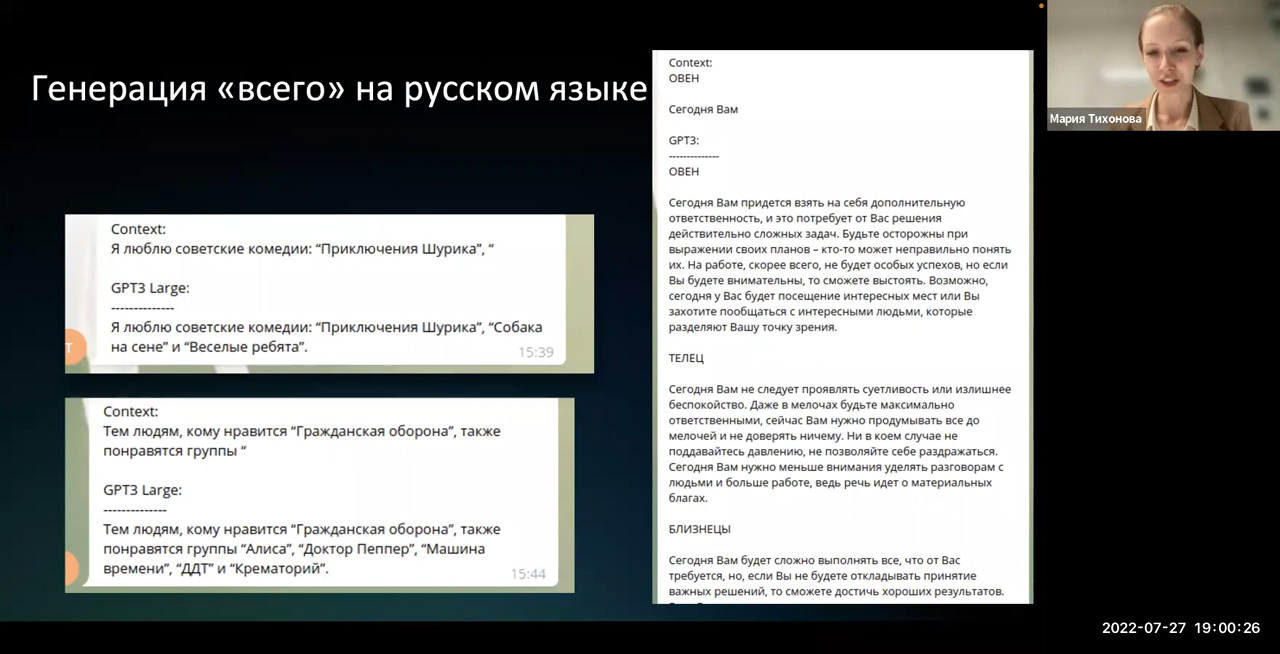 Генерация «всего» на русском языке
Context:
Я люблю советские комедии: “Приключения Шурика”, “
GPT3 Large:
--------------
Я люблю советские комедии: “Приключения Шурика”, “Собака
на сене” и “Веселые ребята”.
15:39
Т
Context:
Тем людям, кому нравится “Гражданская оборона”, также
понравятся группы “
GPT3 Large:
--------------
Тем людям, кому нравится “Гражданская оборона”, также
понравятся группы “Алиса”, “Доктор Пеппер”, “Машина
времени”, “ДДТ” и “Крематорий”.
15:44
Context:
ОВЕН
Сегодня Вам
GPT3:
--------------
ОВЕН
Сегодня Вам придется взять на себя дополнительную
ответственность, и это потребует от Вас решения
действительно сложных задач. Будьте осторожны при
выражении своих планов – кто-то может неправильно понять
их. На работе, скорее всего, не будет особых успехов, но если
Вы будете внимательны, то сможете выстоять. Возможно,
сегодня у Вас будет посещение интересных мест или Вы
захотите пообщаться с интересными людьми, которые
разделяют Вашу точку зрения.
ТЕЛЕЦ
Сегодня Вам не следует проявлять суетливость или излишнее
беспокойство. Даже в мелочах будьте максимально
ответственными, сейчас Вам нужно продумывать все до
мелочей и не доверять ничему. Ни в коем случае не
поддавайтесь давлению, не позволяйте себе раздражаться.
Сегодня Вам нужно меньше внимания уделять разговорам с
людьми и больше работе, ведь речь идет о материальных
благах.
БЛИЗНЕЦЫ
Сегодня Вам будет сложно выполнять все, что от Вас
требуется, но, если Вы не будете откладывать принятие
важных решений, то сможете достичь хороших результатов.
Мария Тихонова
2022-07-27 19:00:26